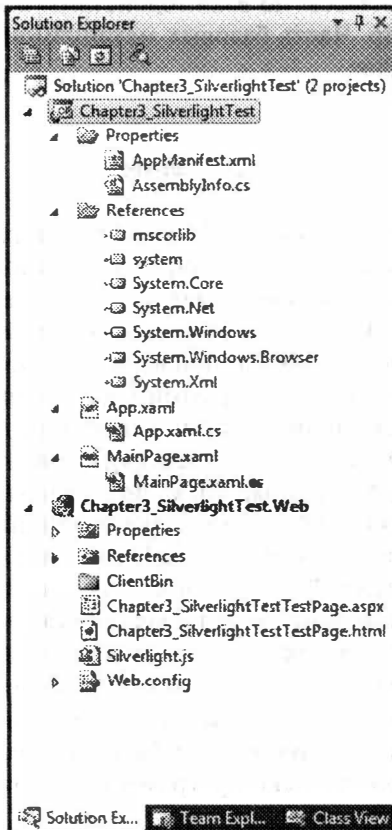 Solution Explorer
Solution 'Chapter3_SilverlightTest' (2 projects)
Chapter3_SilverlightTest
Properties
AppManifest.xml
AssemblyInfo.cs
References
mscorlib
system
System.Core
System.Net
System.Windows
System.Windows.Browser
System.Xml
App.xaml
App.xaml.cs
MainPage.xaml
MainPage.xaml.cs
Chapter3_SilverlightTest.Web
Properties
References
ClientBin
Chapter3_SilverlightTestTestPage.aspx
Chapter3_SilverlightTestTestPage.html
Silverlight.js
Web.config
Solution Ex... Team Expl... Class View